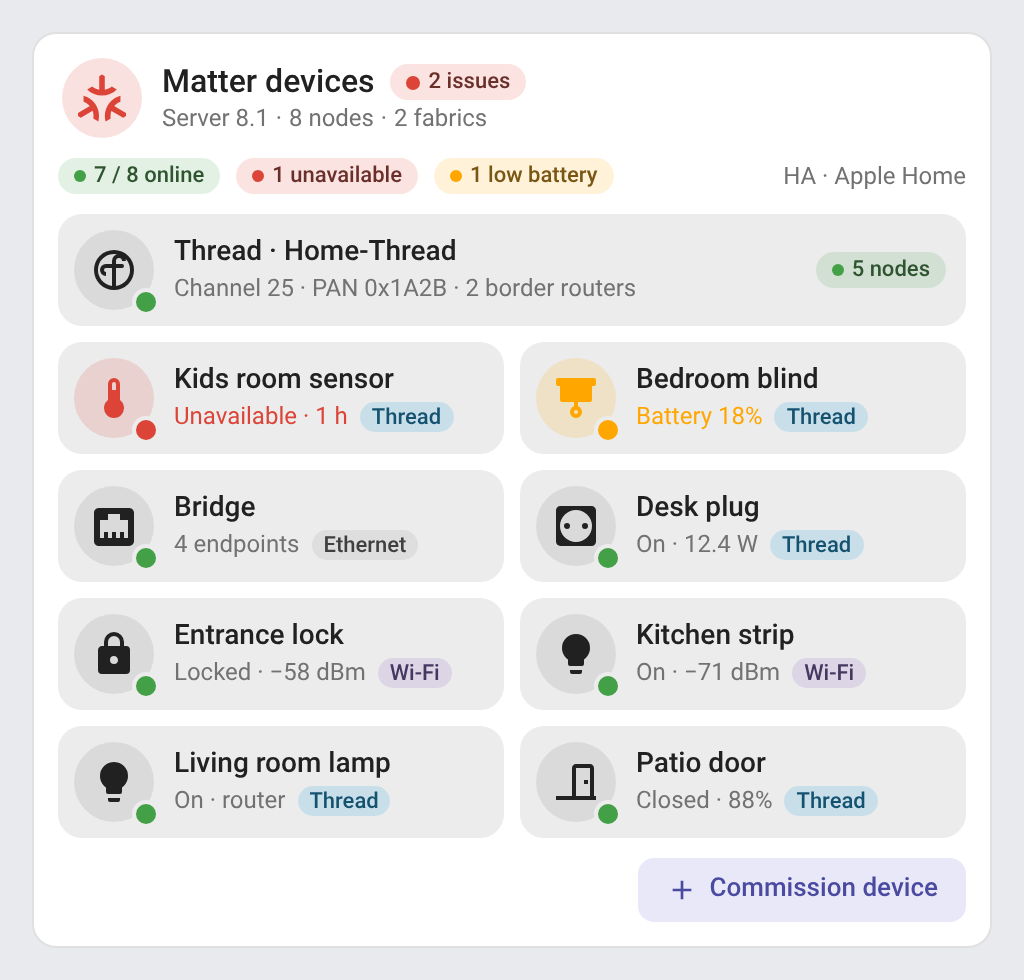 Matter devices
2 issues
Server 8.1 · 8 nodes · 2 fabrics
7 / 8 online
1 unavailable
1 low battery
HA · Apple Home
Thread · Home-Thread
Channel 25 · PAN 0x1A2B · 2 border routers
5 nodes
Kids room sensor
Unavailable · 1 h
Thread
Bedroom blind
Battery 18%
Thread
Bridge
4 endpoints
Ethernet
Desk plug
On · 12.4 W
Thread
Entrance lock
Locked · −58 dBm
Wi-Fi
Kitchen strip
On · −71 dBm
Wi-Fi
Living room lamp
On · router
Thread
Patio door
Closed · 88%
Thread
+ Commission device